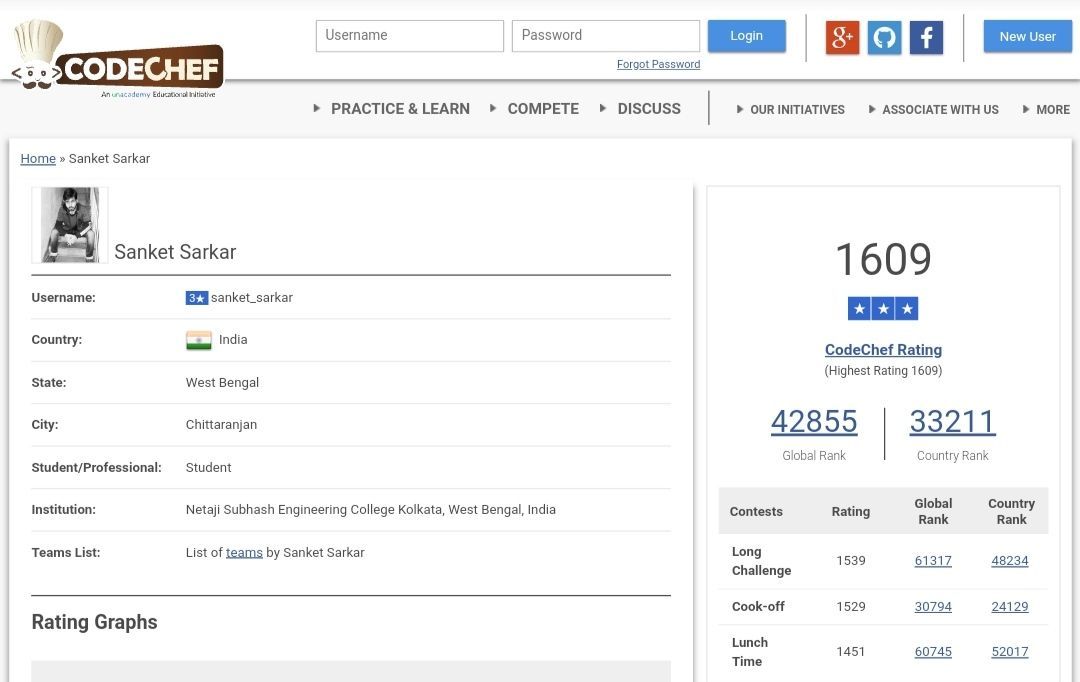 Username
Password
Login
New User
Forgot Password
CODECHEF
An unacademy Educational Initiative
PRACTICE & LEARN
COMPETE
DISCUSS
OUR INITIATIVES
ASSOCIATE WITH US
MORE
Home » Sanket Sarkar
Sanket Sarkar
Username: 3★ sanket_sarkar
Country: India
State: West Bengal
City: Chittaranjan
Student/Professional: Student
Institution: Netaji Subhash Engineering College Kolkata, West Bengal, India
Teams List: List of teams by Sanket Sarkar
Rating Graphs
1609
★★★
CodeChef Rating
(Highest Rating 1609)
42855 33211
Global Rank Country Rank
Contests Rating Global Rank Country Rank
Long Challenge 1539 61317 48234
Cook-off 1529 30794 24129
Lunch Time 1451 60745 52017